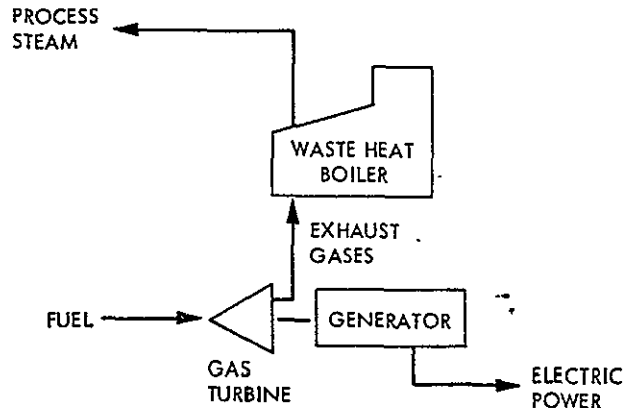 PROCESS
STEAM
WASTE HEAT
BOILER
EXHAUST
GASES
FUEL
GENERATOR
GAS
TURBINE
ELECTRIC
POWER